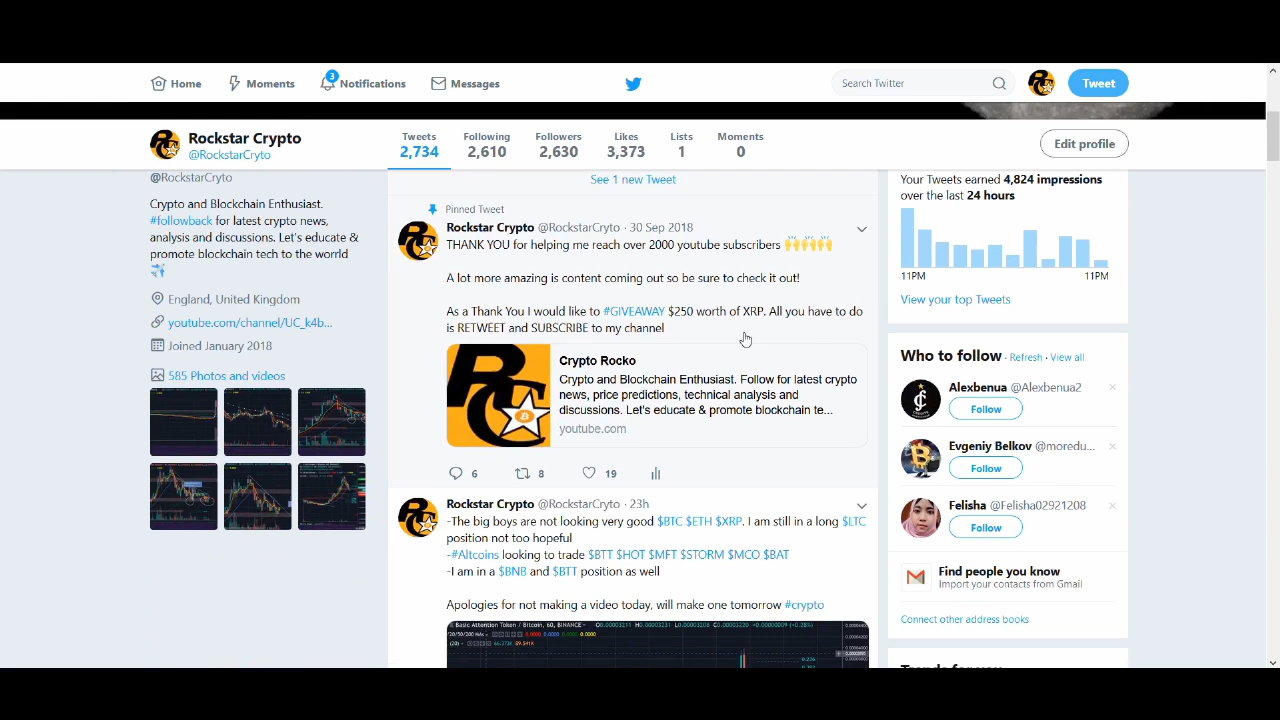 Home
Moments
3
Notifications
Messages
Search Twitter
Tweet
Rockstar Crypto
@RockstarCryto
Tweets
2,734
Following
2,610
Followers
2,630
Likes
3,373
Lists
1
Moments
0
Edit profile
@RockstarCryto
Crypto and Blockchain Enthusiast.
#followback for latest crypto news,
analysis and discussions. Let's educate &
promote blockchain tech to the worrld
England, United Kingdom
youtube.com/channel/UC_k4b...
Joined January 2018
585 Photos and videos
See 1 new Tweet
Pinned Tweet
Rockstar Crypto @RockstarCryto · 30 Sep 2018
THANK YOU for helping me reach over 2000 youtube subscribers 🙌🙌🙌🙌
A lot more amazing is content coming out so be sure to check it out!
As a Thank You I would like to #GIVEAWAY $250 worth of XRP. All you have to do
is RETWEET and SUBSCRIBE to my channel
Crypto Rocko
Crypto and Blockchain Enthusiast. Follow for latest crypto
news, price predictions, technical analysis and
discussions. Let's educate & promote blockchain te...
youtube.com
6
8
19
Rockstar Crypto @RockstarCryto · 23h
-The big boys are not looking very good $BTC $ETH $XRP. I am still in a long $LTC
position not too hopeful
-#Altcoins looking to trade $BTT $HOT $MFT $STORM $MCO $BAT
-I am in a $BNB and $BTT position as well
Apologies for not making a video today, will make one tomorrow #crypto
Basic Attention Token / Bitcoin, 60, BINANCE
Your Tweets earned 4,824 impressions
over the last 24 hours
11PM
11PM
View your top Tweets
Who to follow · Refresh · View all
Alexbenua @Alexbenua2
Follow
Evgeniy Belkov @moredu...
Follow
Felisha @Felisha02921208
Follow
Find people you know
Import your contacts from Gmail
Connect other address books